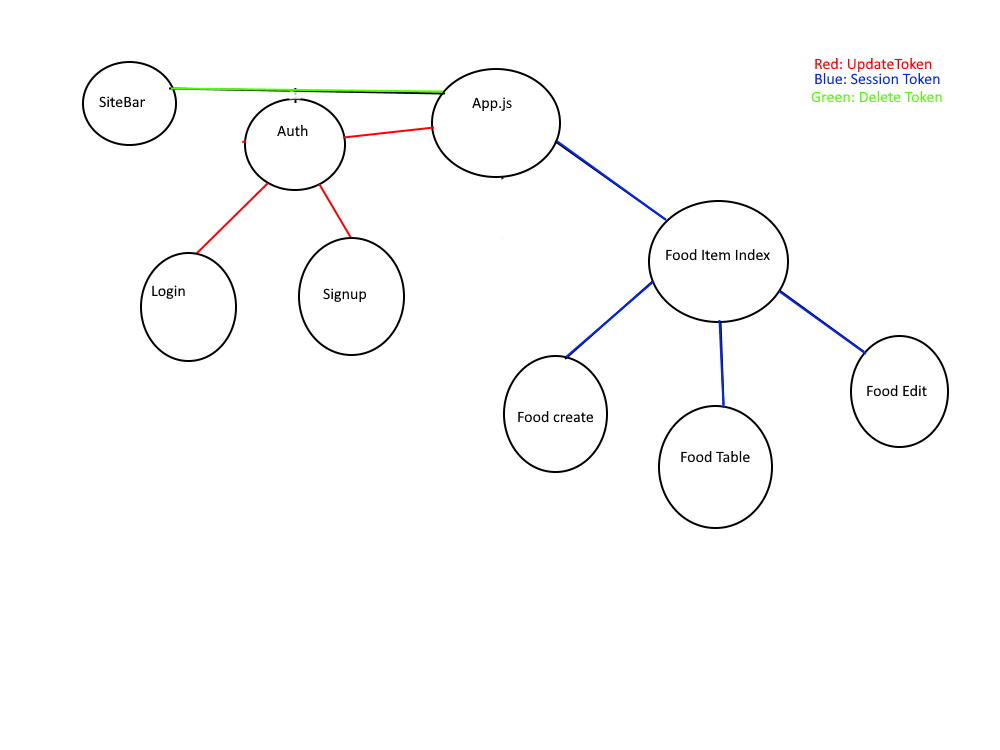 Red: UpdateToken
Blue: Session Token
Green: Delete Token
SiteBar
App.js
Auth
Food Item Index
Login
Signup
Food Edit
Food create
Food Table